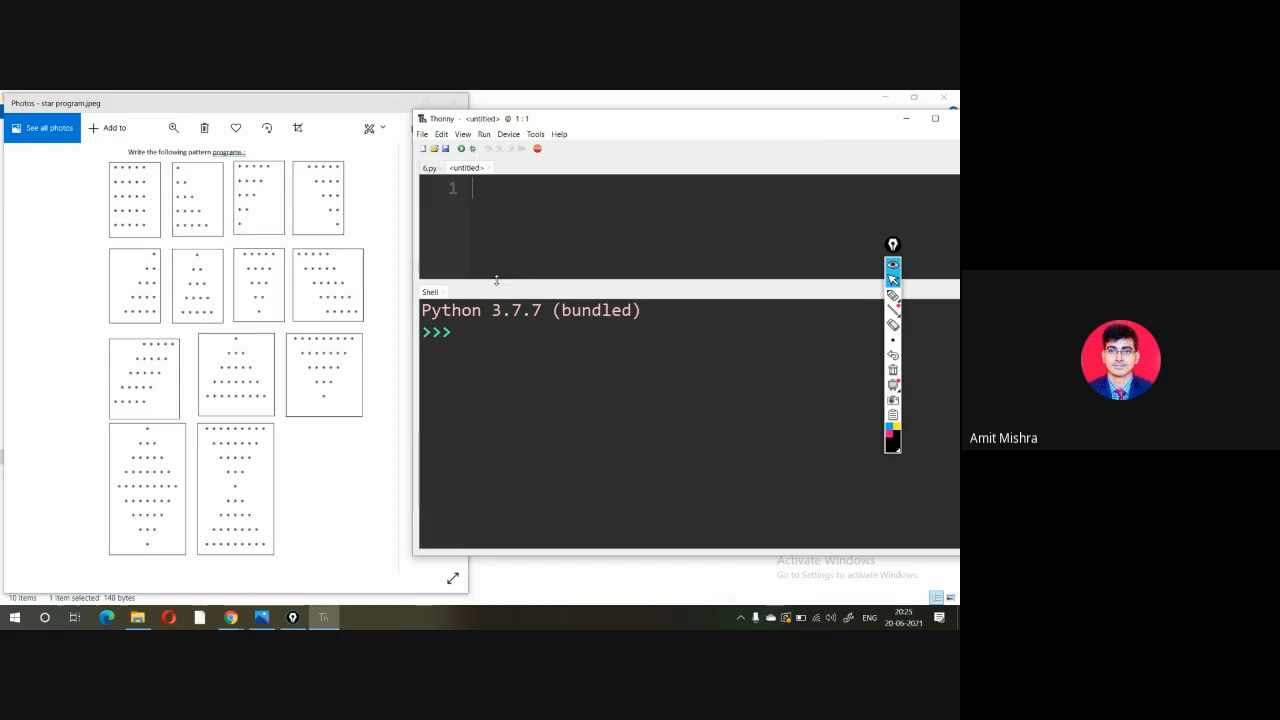 Photos - star program.jpeg
See all photos
Add to
Write the following pattern programs :
* * * * *
* * * * *
* * * * *
* * * * *
* * * * *
*
* *
* * *
* * * *
* * * * *
* * * * *
* * * *
* * *
* *
*
* * * * *
* * * *
* * *
* *
*
*
* *
* * *
* * * *
* * * * *
*
* *
* * *
* * * *
* * * * *
* * * * *
* * * *
* * *
* *
*
* * * * *
* * * * *
* * * * *
* * * * *
* * * * *
* * * * *
* * * * *
* * * * *
* * * * *
* * * * *
*
* * *
* * * * *
* * * * * * *
* * * * * * * * *
* * * * * * * * *
* * * * * * *
* * * * *
* * *
*
*
* * *
* * * * *
* * * * * * *
* * * * * * * * *
* * * * * * *
* * * * *
* * *
*
* * * * * * * * *
* * * * * * *
* * * * *
* * *
*
* * *
* * * * *
* * * * * * *
* * * * * * * * *
Thonny - <untitled> @ 1 : 1
File Edit View Run Device Tools Help
6.py <untitled>
1
Shell
Python 3.7.7 (bundled)
>>>
Amit Mishra
Activate Windows
Go to Settings to activate Windows.
10 items 1 item selected 148 bytes
Th
ENG
20:25
20-06-2021